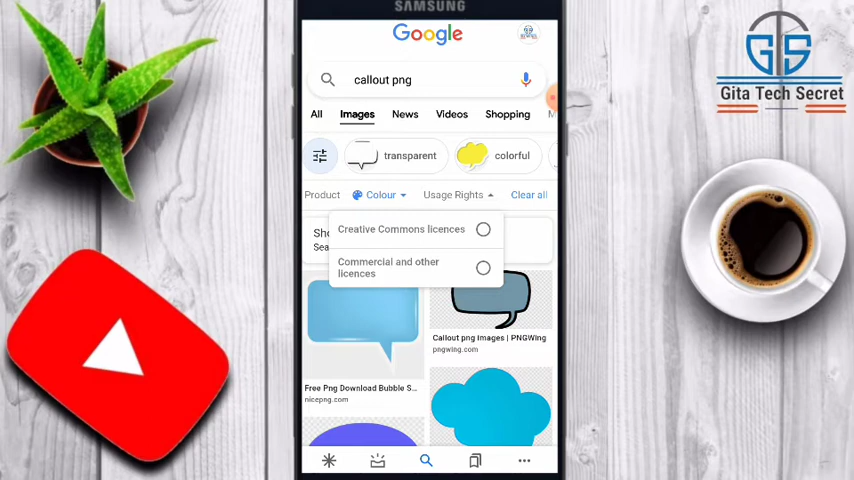 SAMSUNG
Google
callout png
All Images News Videos Shopping
transparent colorful
Product Colour Usage Rights Clear all
Creative Commons licences
Commercial and other
licences
Sea
Callout png Images | PNGWing
pngwing.com
Free Png Download Bubble S...
nicepng.com
GTS
Gita Tech Secret